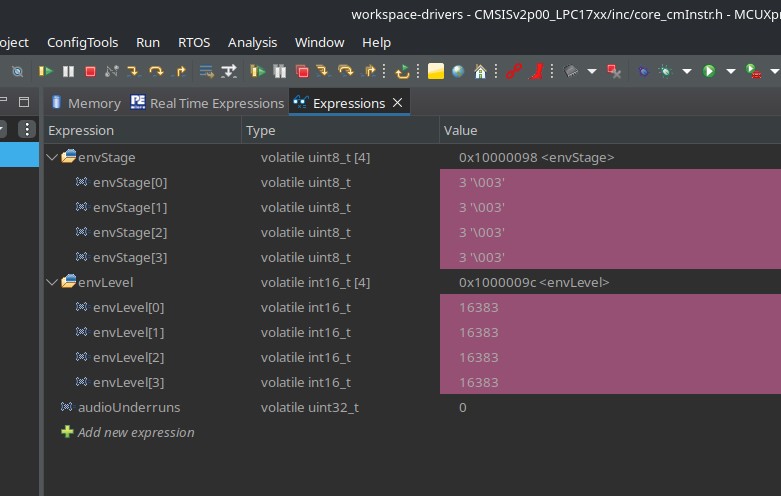 workspace-drivers - CMSISv2p00_LPC17xx/inc/core_cmInstr.h - MCUXp
oject ConfigTools Run RTOS Analysis Window Help
Memory Real Time Expressions Expressions
Expression Type Value
envStage volatile uint8_t [4] 0x10000098 <envStage>
envStage[0] volatile uint8_t 3 '\003'
envStage[1] volatile uint8_t 3 '\003'
envStage[2] volatile uint8_t 3 '\003'
envStage[3] volatile uint8_t 3 '\003'
envLevel volatile int16_t [4] 0x1000009c <envLevel>
envLevel[0] volatile int16_t 16383
envLevel[1] volatile int16_t 16383
envLevel[2] volatile int16_t 16383
envLevel[3] volatile int16_t 16383
audioUnderruns volatile uint32_t 0
Add new expression